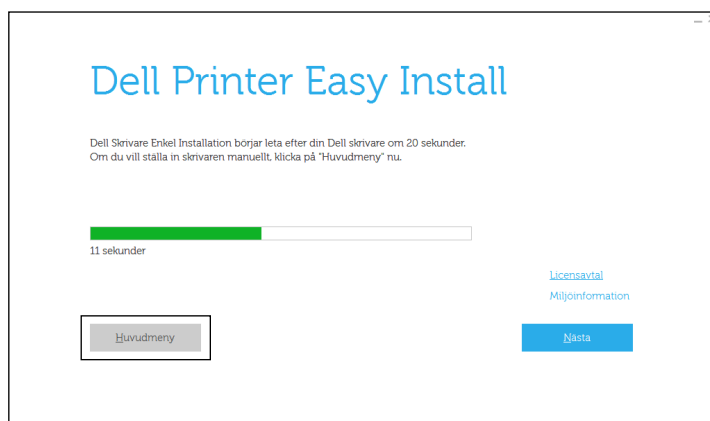 Dell Printer Easy Install
Dell Skrivare Enkel Installation börjar leta efter din Dell skrivare om 20 sekunder.
Om du vill ställa in skrivaren manuellt, klicka på "Huvudmeny" nu.
11 sekunder
Licensavtal
Miljöinformation
Huvudmeny
Nästa